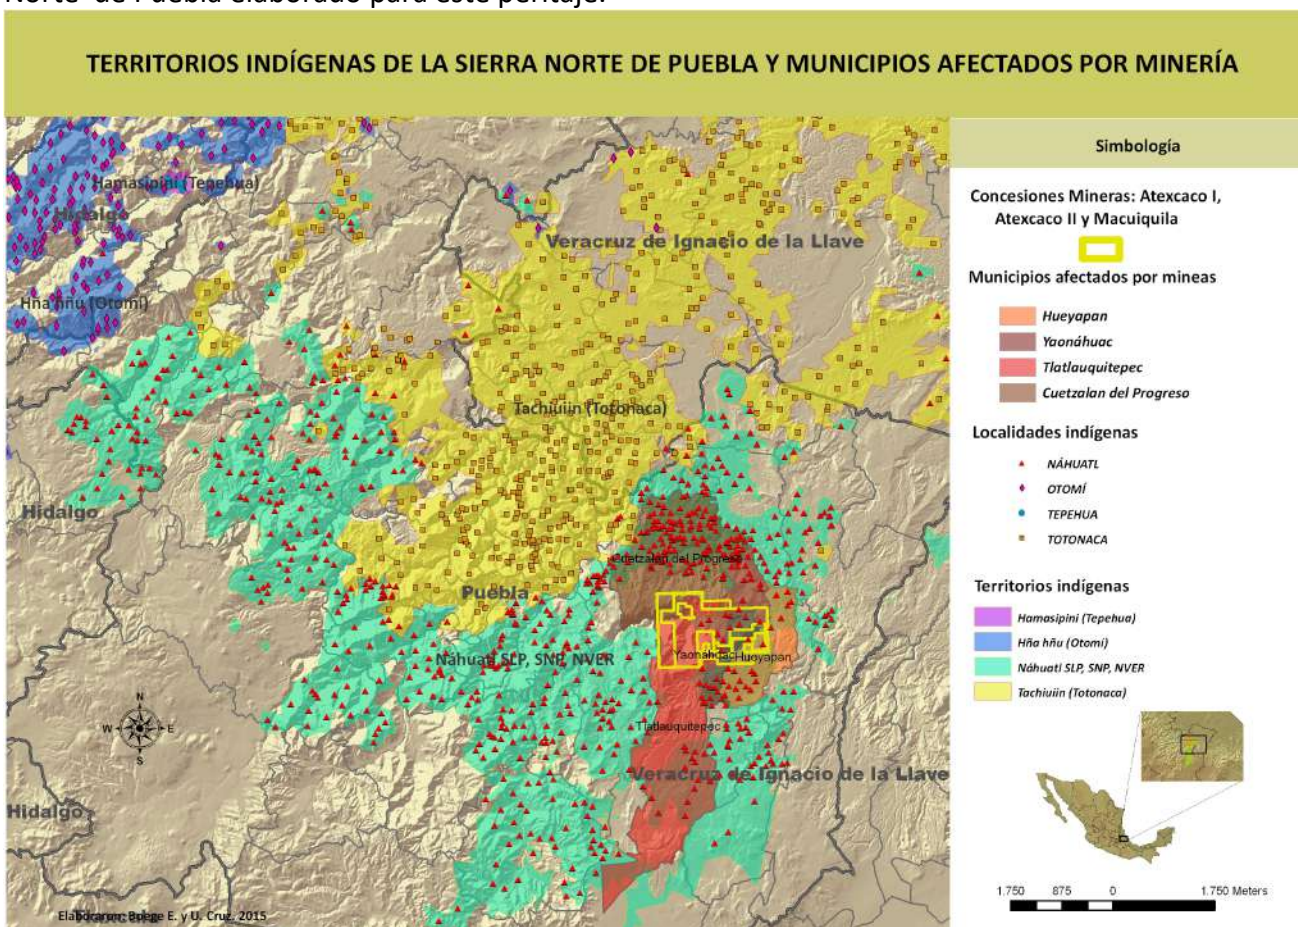 Norte de Puebla elaborado para este peritaje.
TERRITORIOS INDÍGENAS DE LA SIERRA NORTE DE PUEBLA Y MUNICIPIOS AFECTADOS POR MINERÍA
Hamasipini (Tepehua)
Hidalgo
Veracruz de Ignacio de la Llave
Hña hñu (Otomi)
Tachiuiin (Totonaca)
Hidalgo
Cuetzalan del Progreso
Puebla
Náhuatl SLP, SNP, NVER
Yaonáhuac
Hueyapan
Tlatlauquitepec
Veracruz de Ignacio de la Llave
Hidalgo
N
W
E
S
Elaboraron: Boege E. y U. Cruz. 2015
Simbología
Concesiones Mineras: Atexcaco I,
Atexcaco II y Macuiquila
Municipios afectados por mineas
Hueyapan
Yaonáhuac
Tlatlauquitepec
Cuetzalan del Progreso
Localidades indígenas
NÁHUATL
OTOMÍ
TEPEHUA
TOTONACA
Territorios indígenas
Hamasipini (Tepehua)
Hña hñu (Otomi)
Náhuatl SLP, SNP, NVER
Tachiuiin (Totonaca)
1.750 875 0 1.750 Meters